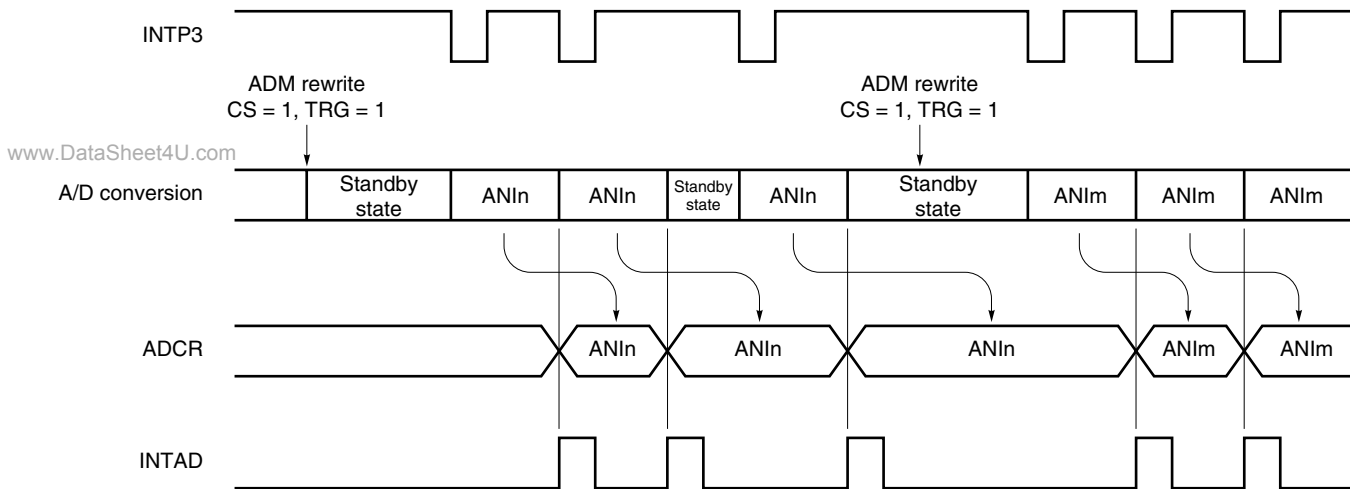 INTP3
ADM rewrite
CS = 1, TRG = 1
ADM rewrite
CS = 1, TRG = 1
www.DataSheet4U.com
A/D conversion
Standby
state
ANIn
ANIn
Standby
state
ANIn
Standby
state
ANIm
ANIm
ANIm
ADCR
ANIn
ANIn
ANIn
ANIm
ANIm
INTAD